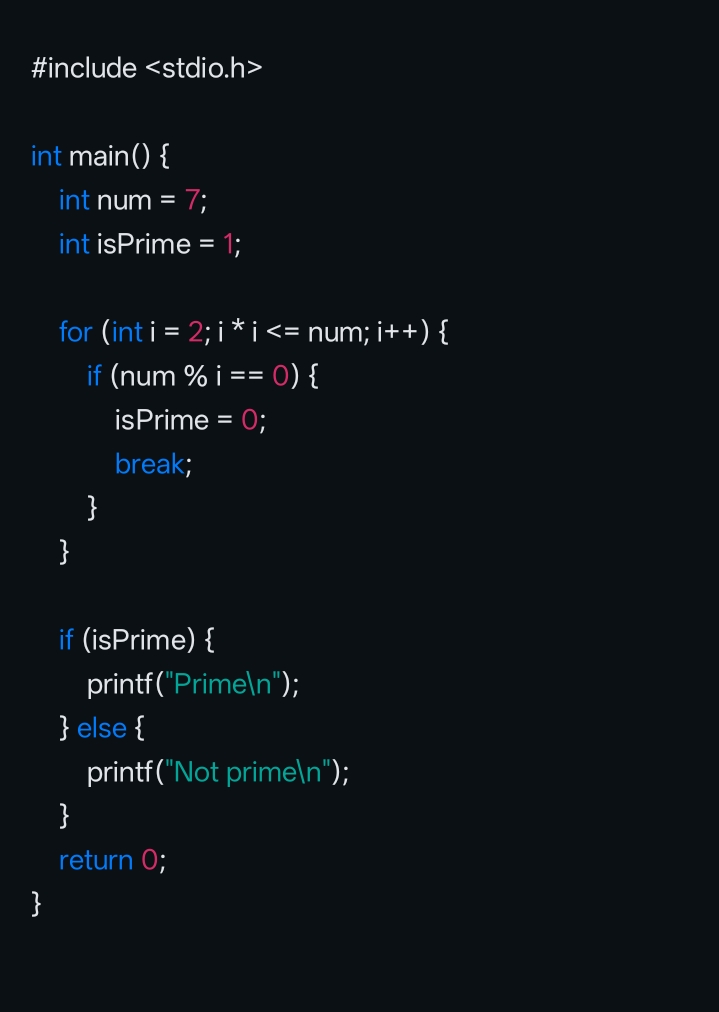 #include <stdio.h>
int main() {
int num = 7;
int isPrime = 1;
for (int i = 2; i * i <= num; i++) {
if (num % i == 0) {
isPrime = 0;
break;
}
}
if (isPrime) {
printf("Prime\n");
} else {
printf("Not prime\n");
}
return 0;
}